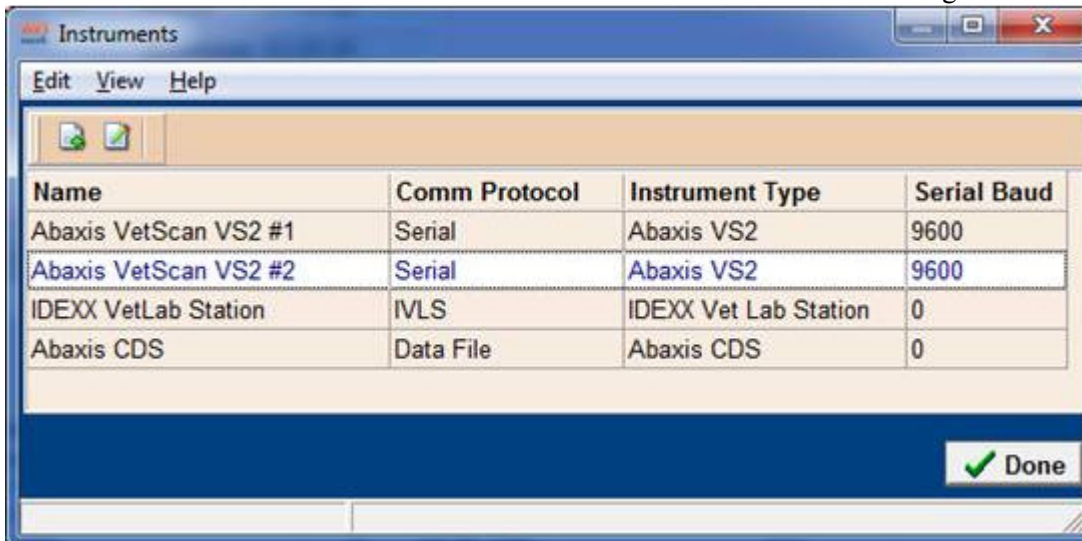 Instruments
Edit View Help
Name Comm Protocol Instrument Type Serial Baud
Abaxis VetScan VS2 #1 Serial Abaxis VS2 9600
Abaxis VetScan VS2 #2 Serial Abaxis VS2 9600
IDEXX VetLab Station IVLS IDEXX Vet Lab Station 0
Abaxis CDS Data File Abaxis CDS 0
Done